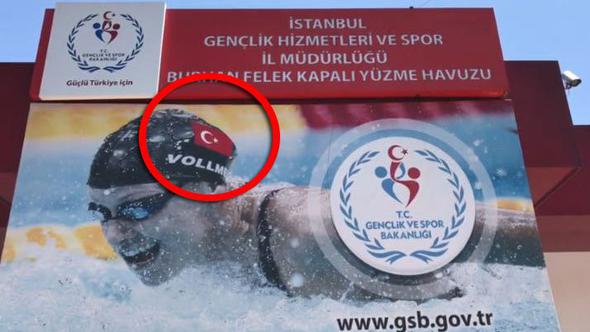 İSTANBUL
GENÇLİK HİZMETLERİ VE SPOR
İL MÜDÜRLÜĞÜ
BURHAN FELEK KAPALI YÜZME HAVUZU
T.C.
GENÇLİK VE SPOR
BAKANLIĞI
Güçlü Türkiye için
T.C.
GENÇLİK VE SPOR
BAKANLIĞI
www.gsb.gov.tr